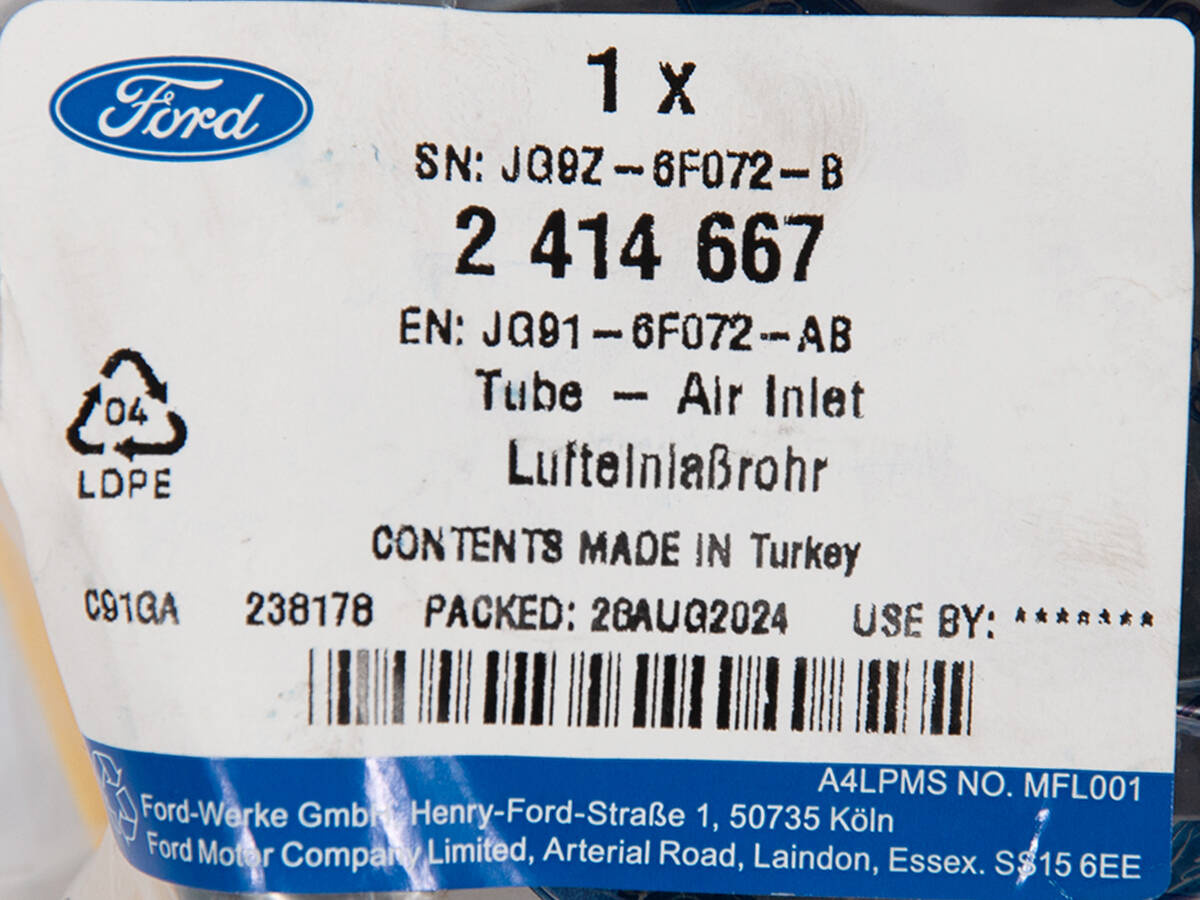 Ford
1 x
SN: JG9Z-6F072-B
2 414 667
EN: JG91-6F072-AB
Tube - Air Inlet
Lufteinlaßrohr
04
LDPE
CONTENTS MADE IN Turkey
C91GA 238178 PACKED: 26AUG2024 USE BY: *******
A4LPMS NO. MFL001
Ford-Werke GmbH, Henry-Ford-Straße 1, 50735 Köln
Ford Motor Company Limited, Arterial Road, Laindon, Essex. SS15 6EE